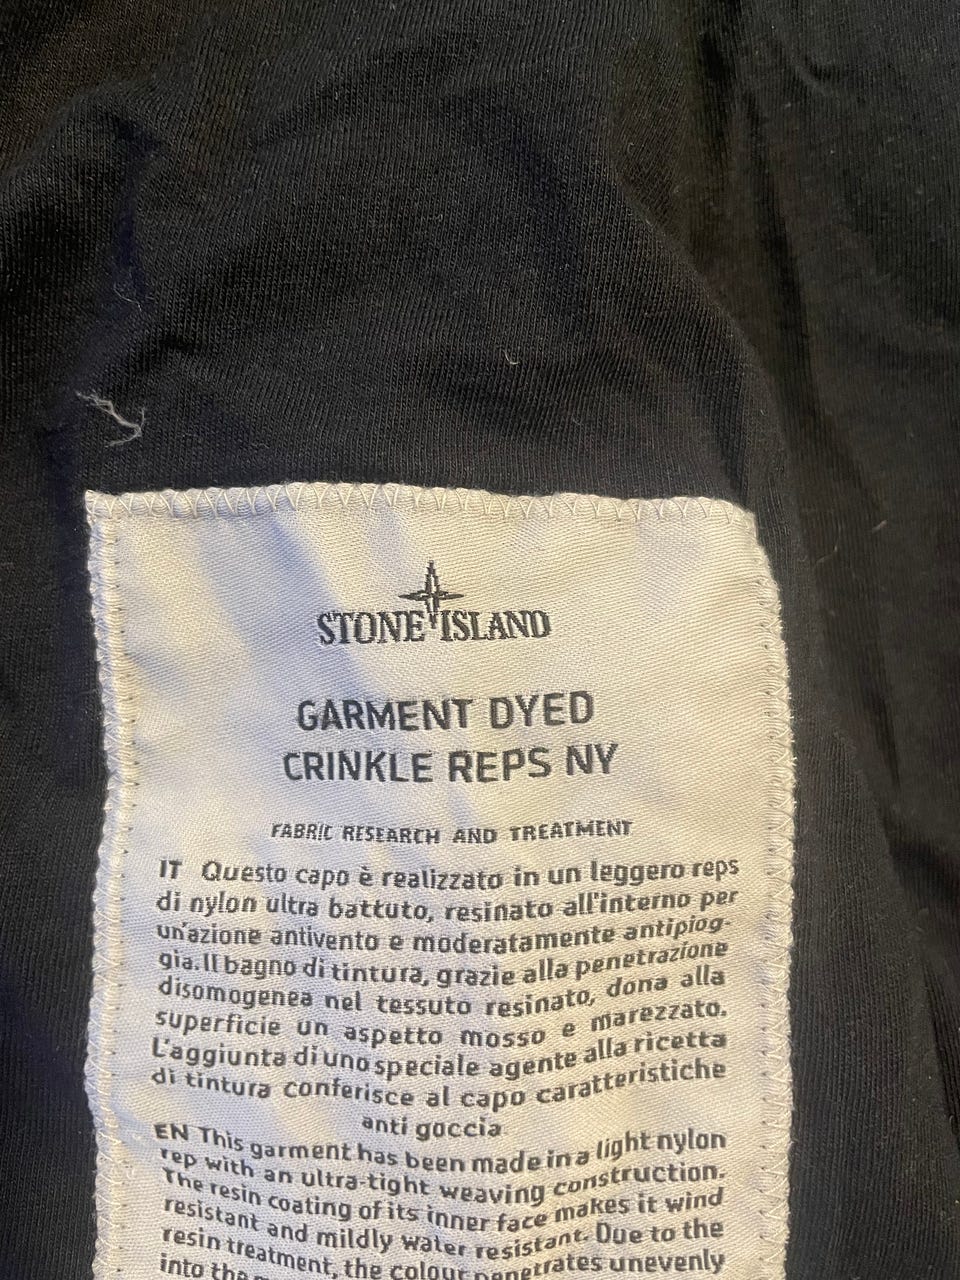 STONE ISLAND
GARMENT DYED
CRINKLE REPS NY
FABRIC RESEARCH AND TREATMENT
IT Questo capo è realizzato in un leggero reps
di nylon ultra battuto, resinato all'interno per
un'azione antivento e moderatamente antipiog-
gia. Il bagno di tintura, grazie alla penetrazione
disomogenea nel tessuto resinato, dona alla
superficie un aspetto mosso e marezzato.
L'aggiunta di uno speciale agente alla ricetta
di tintura conferisce al capo caratteristiche
anti goccia
EN This garment has been made in a light nylon
rep with an ultra-tight weaving construction.
The resin coating of its inner face makes it wind
resistant and mildly water resistant. Due to the
resin treatment, the colour penetrates unevenly
into the